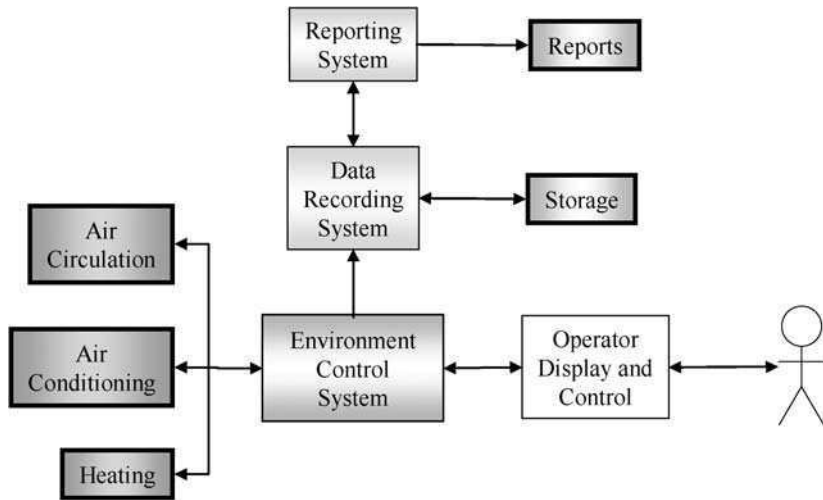 Reporting
System
Reports
Data
Recording
System
Storage
Air
Circulation
Air
Conditioning
Heating
Environment
Control
System
Operator
Display and
Control